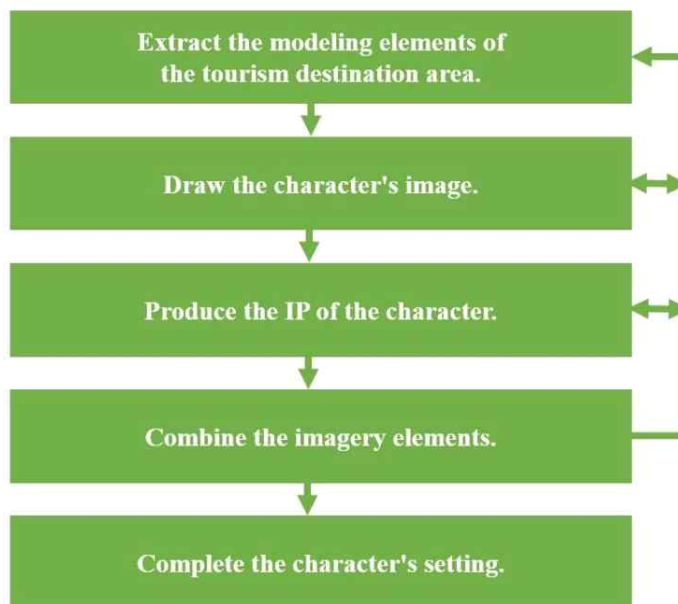 Extract the modeling elements of
the tourism destination area.
Draw the character's image.
Produce the IP of the character.
Combine the imagery elements.
Complete the character's setting.